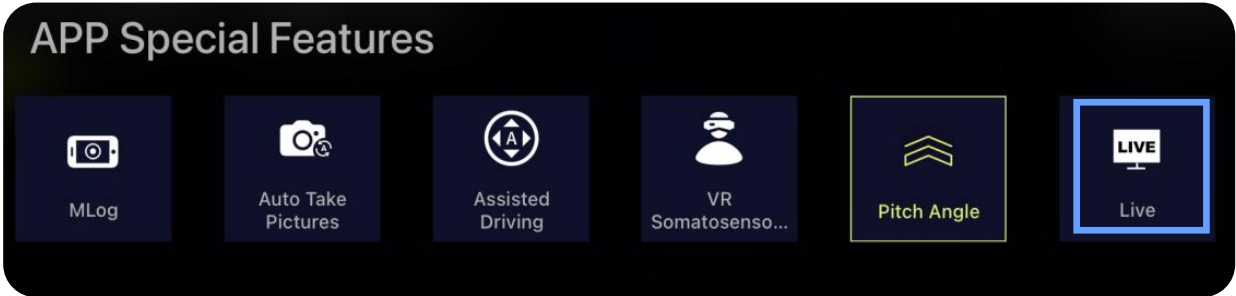 APP Special Features
MLog
Auto Take
Pictures
A
Assisted
Driving
A
VR
Somatosenso...
Pitch Angle
LIVE
Live